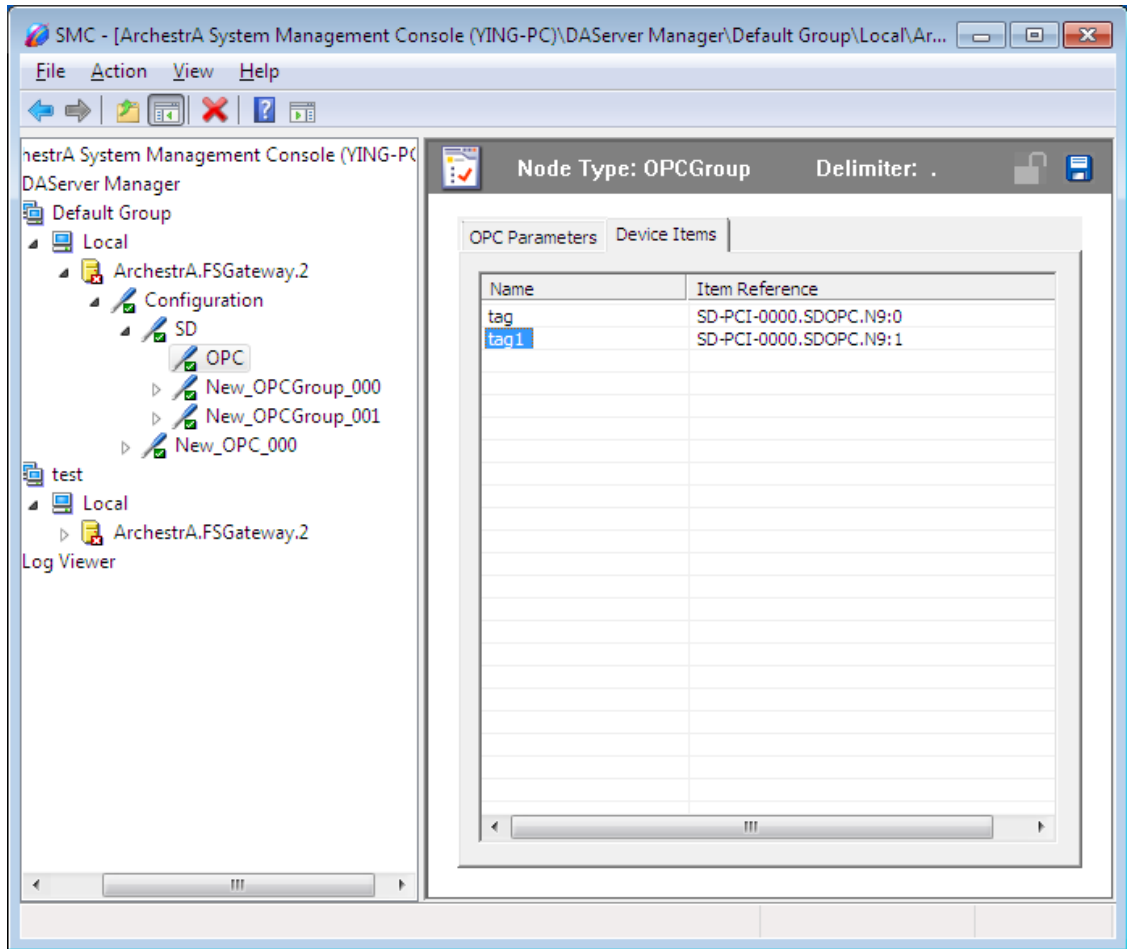 SMC - [ArchestrA System Management Console (YING-PC)\DAServer Manager\Default Group\Local\Ar...
File Action View Help
hestrA System Management Console (YING-P(
DAServer Manager
Default Group
Local
ArchestrA.FSGateway.2
Configuration
SD
OPC
New_OPCGroup_000
New_OPCGroup_001
New_OPC_000
test
Local
ArchestrA.FSGateway.2
Log Viewer
Node Type: OPCGroup Delimiter: .
OPC Parameters Device Items
Name Item Reference
tag SD-PCI-0000.SDOPC.N9:0
tag1 SD-PCI-0000.SDOPC.N9:1